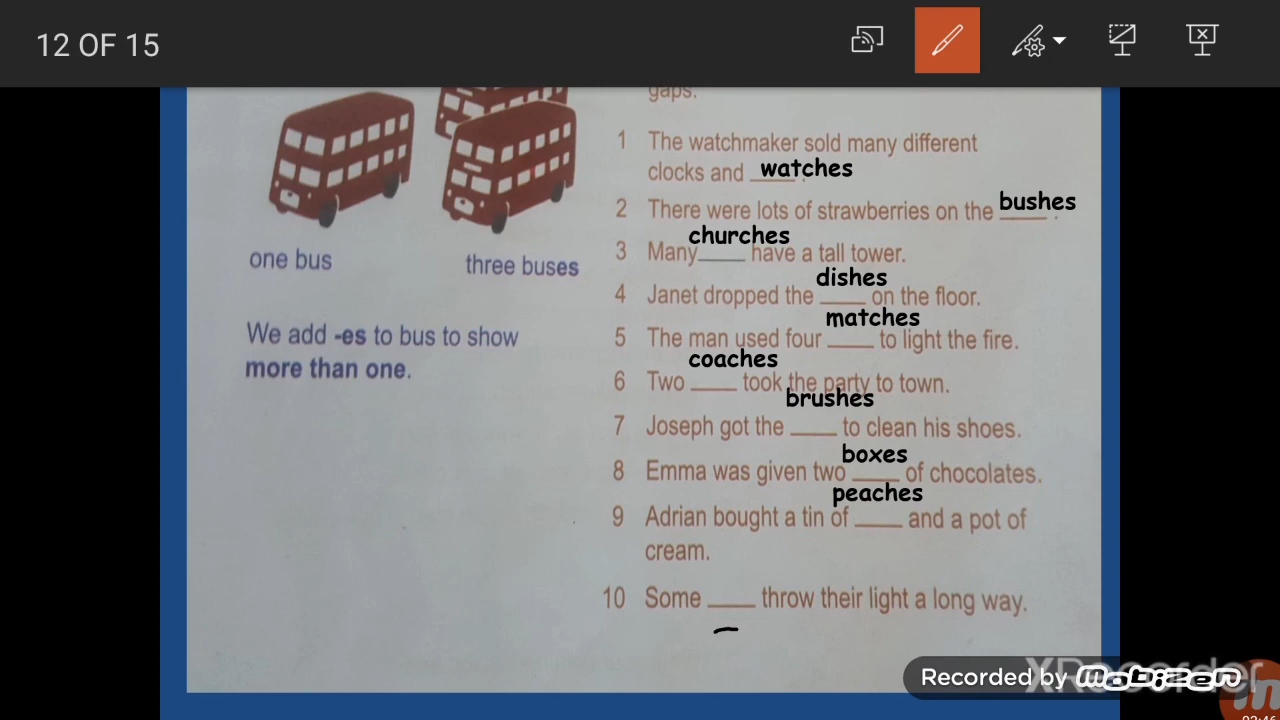 12 OF 15
gaps.
one bus
three buses
We add -es to bus to show
more than one.
1 The watchmaker sold many different
clocks and watches.
2 There were lots of strawberries on the bushes.
3 Many churches have a tall tower.
4 Janet dropped the dishes on the floor.
5 The man used four matches to light the fire.
6 Two coaches took the party to town.
7 Joseph got the brushes to clean his shoes.
8 Emma was given two boxes of chocolates.
9 Adrian bought a tin of peaches and a pot of
cream.
10 Some ____ throw their light a long way.
XRecorder
Recorded by Mobizen